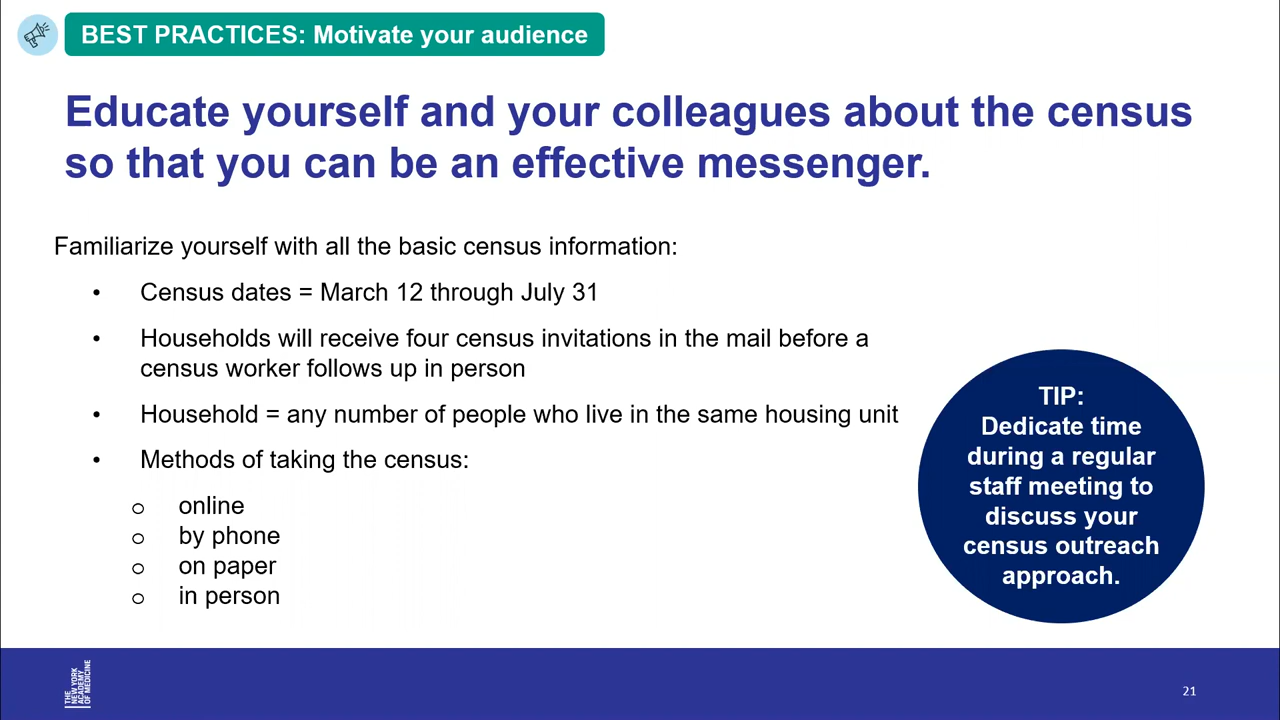 BEST PRACTICES: Motivate your audience
Educate yourself and your colleagues about the census
so that you can be an effective messenger.
Familiarize yourself with all the basic census information:
• Census dates = March 12 through July 31
• Households will receive four census invitations in the mail before a
census worker follows up in person
• Household = any number of people who live in the same housing unit
• Methods of taking the census:
o online
o by phone
o on paper
o in person
TIP:
Dedicate time
during a regular
staff meeting to
discuss your
census outreach
approach.
THE
NEW YORK
ACADEMY
OF MEDICINE
21